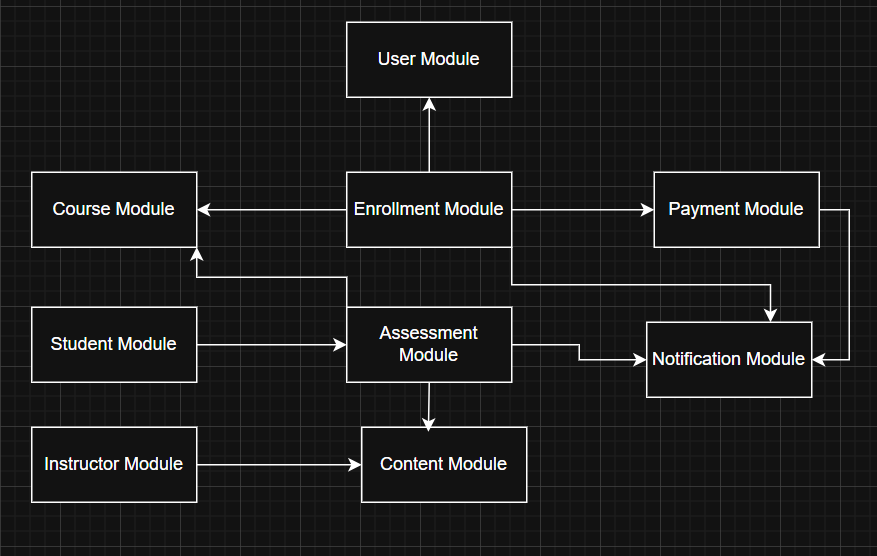 User Module
Course Module
Enrollment Module
Payment Module
Student Module
Assessment
Module
Notification Module
Instructor Module
Content Module